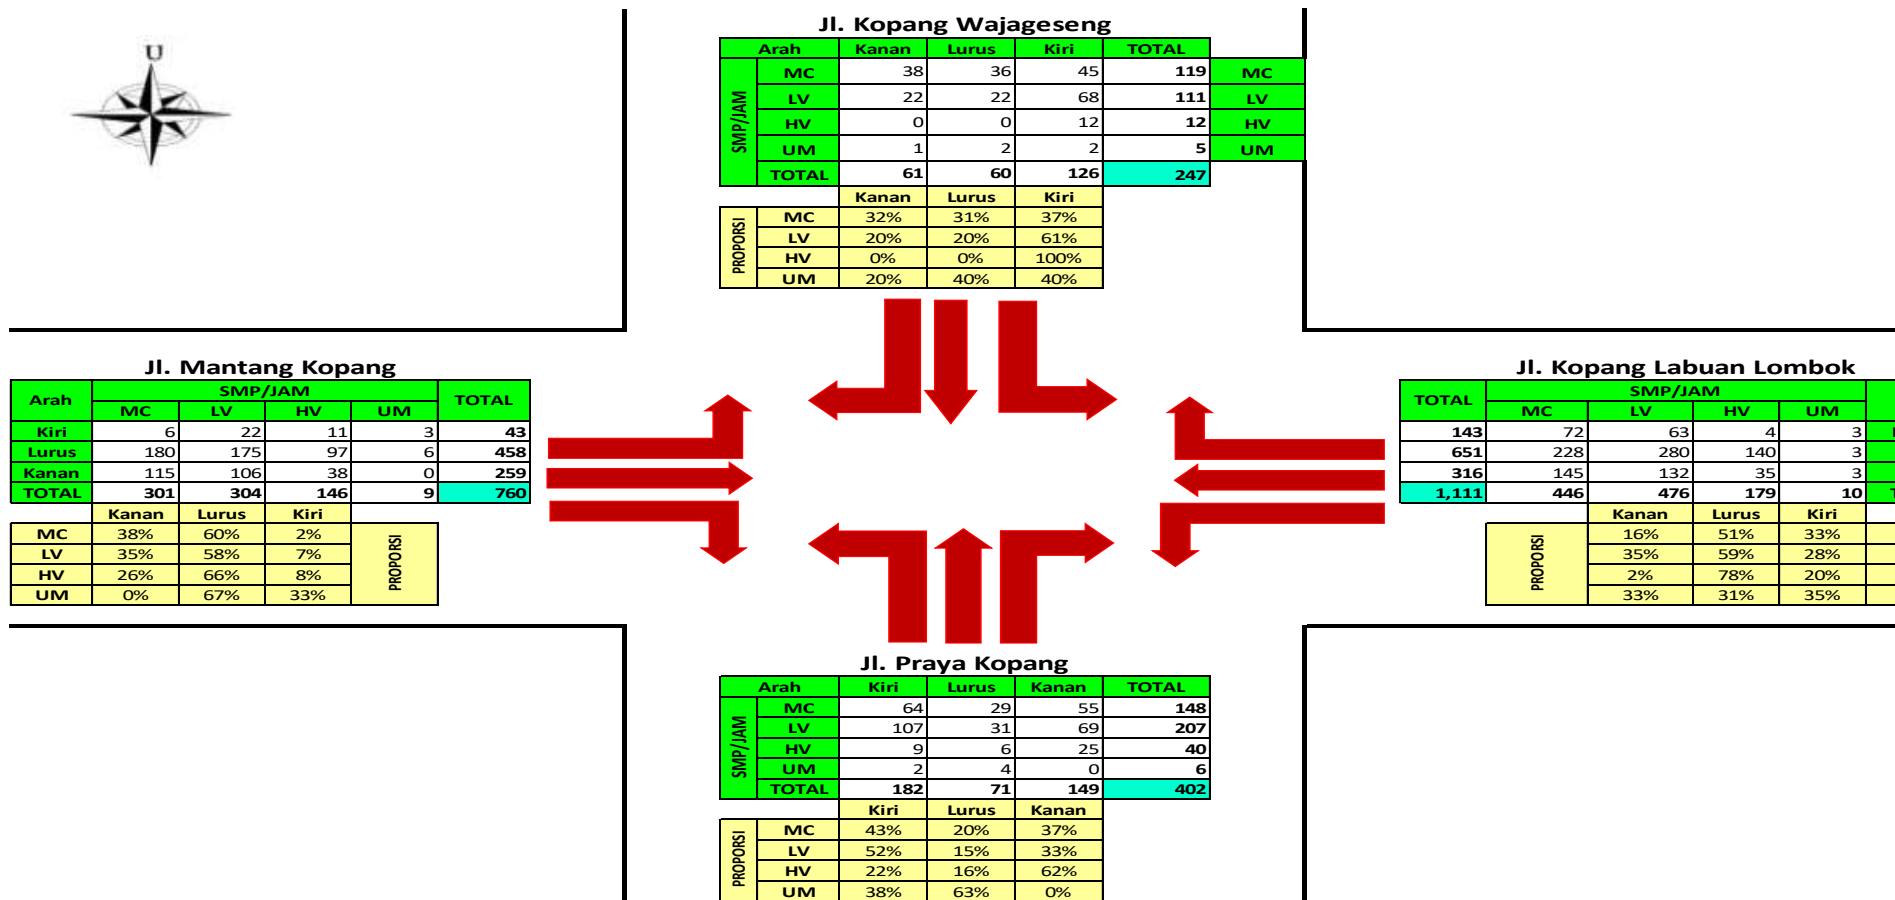 U
Jl. Kopang Wajageseng
Arah Kanan Lurus Kiri TOTAL
SMP/JAM
MC 38 36 45 119 MC
LV 22 22 68 111 LV
HV 0 0 12 12 HV
UM 1 2 2 5 UM
TOTAL 61 60 126 247
Kanan Lurus Kiri
PROPORSI
MC 32% 31% 37%
LV 20% 20% 61%
HV 0% 0% 100%
UM 20% 40% 40%
Jl. Mantang Kopang
Arah SMP/JAM TOTAL
MC LV HV UM
Kiri 6 22 11 3 43
Lurus 180 175 97 6 458
Kanan 115 106 38 0 259
TOTAL 301 304 146 9 760
Kanan Lurus Kiri
MC 38% 60% 2%
LV 35% 58% 7%
HV 26% 66% 8%
UM 0% 67% 33%
PROPORSI
Jl. Kopang Labuan Lombok
TOTAL SMP/JAM
MC LV HV UM
143 72 63 4 3
651 228 280 140 3
316 145 132 35 3
1,111 446 476 179 10
Kanan Lurus Kiri
PROPORSI
16% 51% 33%
35% 59% 28%
2% 78% 20%
33% 31% 35%
Jl. Praya Kopang
Arah Kiri Lurus Kanan TOTAL
SMP/JAM
MC 64 29 55 148
LV 107 31 69 207
HV 9 6 25 40
UM 2 4 0 6
TOTAL 182 71 149 402
Kiri Lurus Kanan
PROPORSI
MC 43% 20% 37%
LV 52% 15% 33%
HV 22% 16% 62%
UM 38% 63% 0%